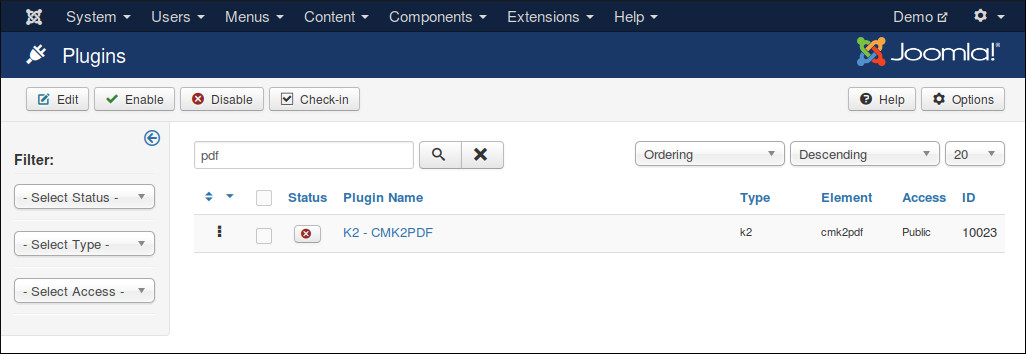 System Users Menus Content Components Extensions Help Demo
Plugins Joomla!®
Edit Enable Disable Check-in Help Options
Filter:
- Select Status -
- Select Type -
- Select Access -
pdf Ordering Descending 20
Status Plugin Name Type Element Access ID
K2 - CMK2PDF k2 cmk2pdf Public 10023